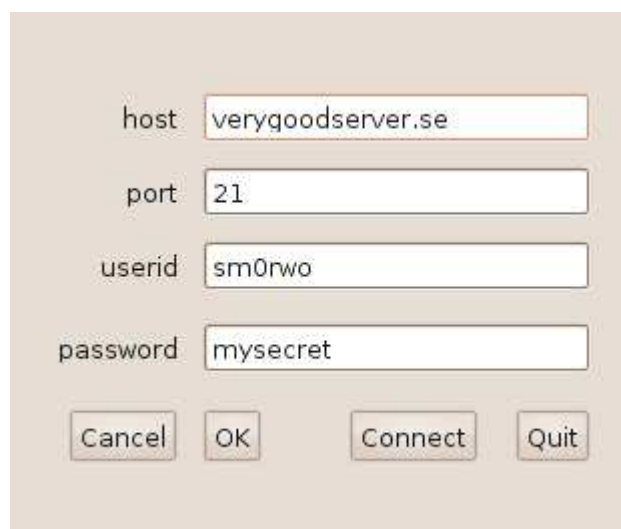 host verygoodserver.se
port 21
userid sm0rwo
password mysecret
Cancel OK Connect Quit